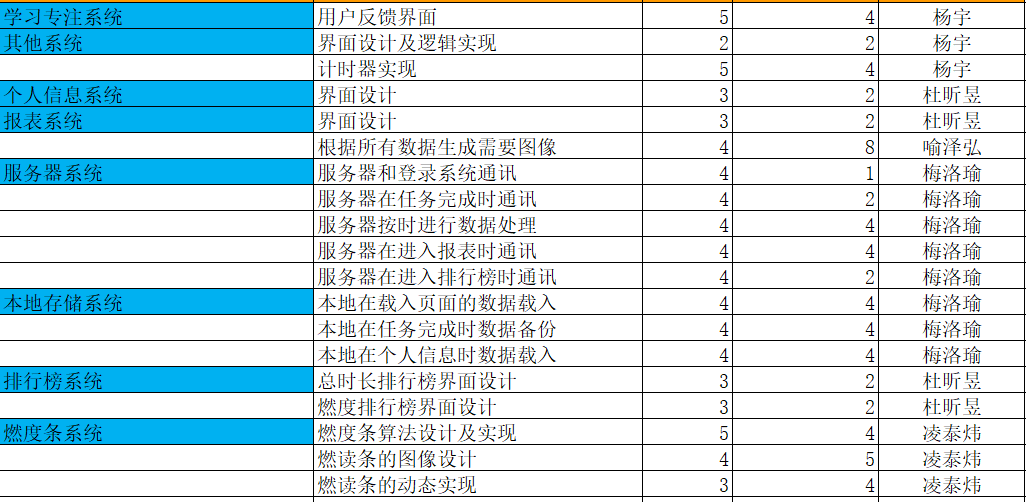 学习专注系统 用户反馈界面 5 4 杨宇
其他系统 界面设计及逻辑实现 2 2 杨宇
计时器实现 5 4 杨宇
个人信息系统 界面设计 3 2 杜昕昱
报表系统 界面设计 3 2 杜昕昱
根据所有数据生成需要图像 4 8 喻泽弘
服务器系统 服务器和登录系统通讯 4 1 梅洛瑜
服务器在任务完成时通讯 4 2 梅洛瑜
服务器按时进行数据处理 4 4 梅洛瑜
服务器在进入报表时通讯 4 4 梅洛瑜
服务器在进入排行榜时通讯 4 2 梅洛瑜
本地存储系统 本地在载入页面的数据载入 4 4 梅洛瑜
本地在任务完成时数据备份 4 4 梅洛瑜
本地在个人信息时数据载入 4 4 梅洛瑜
排行榜系统 总时长排行榜界面设计 3 2 杜昕昱
燃度排行榜界面设计 3 2 杜昕昱
燃度条系统 燃度条算法设计及实现 5 4 凌泰炜
燃读条的图像设计 4 5 凌泰炜
燃读条的动态实现 3 4 凌泰炜